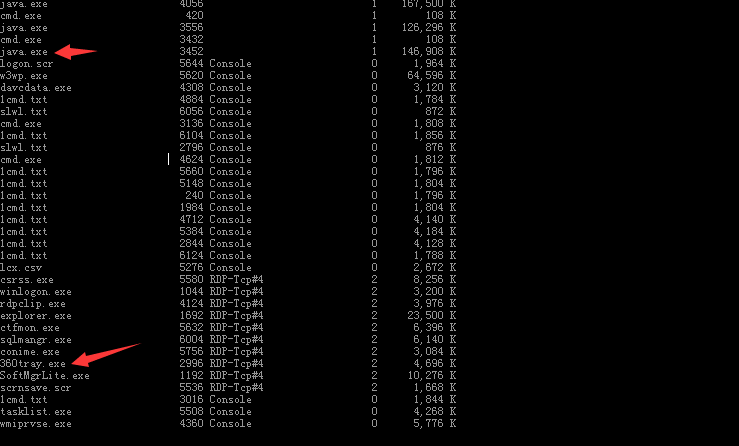 java.exe 4056 1 167,500 K
cmd.exe 420 1 108 K
java.exe 3556 1 126,296 K
cmd.exe 3432 1 108 K
java.exe 3452 1 146,908 K
logon.scr 5644 Console 0 1,964 K
w3wp.exe 5620 Console 0 64,596 K
davcdata.exe 4308 Console 0 3,120 K
1cmd.txt 4884 Console 0 1,784 K
slwl.txt 6056 Console 0 872 K
cmd.exe 3136 Console 0 1,808 K
1cmd.txt 6104 Console 0 1,856 K
slwl.txt 2796 Console 0 876 K
cmd.exe 4624 Console 0 1,812 K
1cmd.txt 5660 Console 0 1,796 K
1cmd.txt 5148 Console 0 1,804 K
1cmd.txt 240 Console 0 1,796 K
1cmd.txt 1984 Console 0 1,804 K
1cmd.txt 4712 Console 0 4,140 K
1cmd.txt 5384 Console 0 4,184 K
1cmd.txt 2844 Console 0 4,128 K
1cmd.txt 6124 Console 0 1,788 K
lcx.csv 5276 Console 0 2,672 K
csrss.exe 5580 RDP-Tcp#4 2 8,256 K
winlogon.exe 1044 RDP-Tcp#4 2 3,200 K
rdpclip.exe 4124 RDP-Tcp#4 2 3,976 K
explorer.exe 1692 RDP-Tcp#4 2 23,500 K
ctfmon.exe 5632 RDP-Tcp#4 2 6,396 K
sqlmangr.exe 6004 RDP-Tcp#4 2 6,140 K
conime.exe 5756 RDP-Tcp#4 2 3,084 K
360tray.exe 2996 RDP-Tcp#4 2 4,696 K
SoftMgrLite.exe 1192 RDP-Tcp#4 2 10,276 K
scrnsave.scr 5536 RDP-Tcp#4 2 1,668 K
1cmd.txt 3016 Console 0 1,844 K
tasklist.exe 5508 Console 0 4,268 K
wmiprvse.exe 4360 Console 0 5,776 K